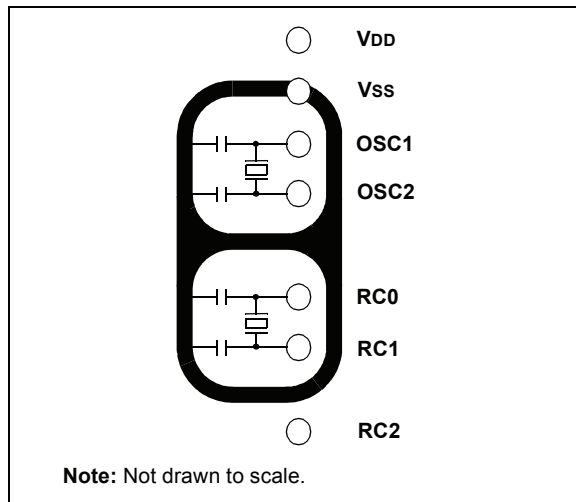 VDD
VSS
OSC1
OSC2
RC0
RC1
RC2
Note: Not drawn to scale.